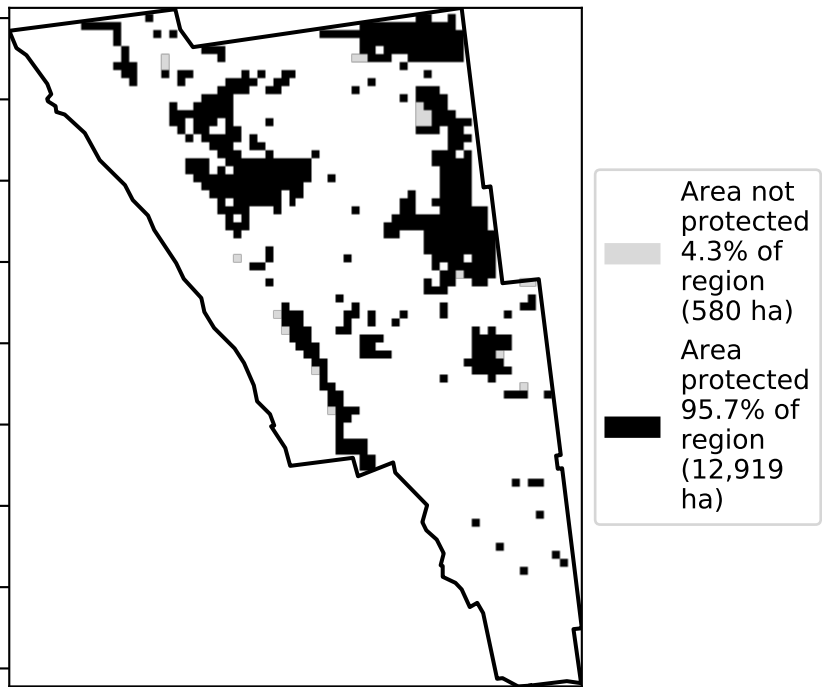 Area not
protected
4.3% of
region
(580 ha)
Area
protected
95.7% of
region
(12,919
ha)